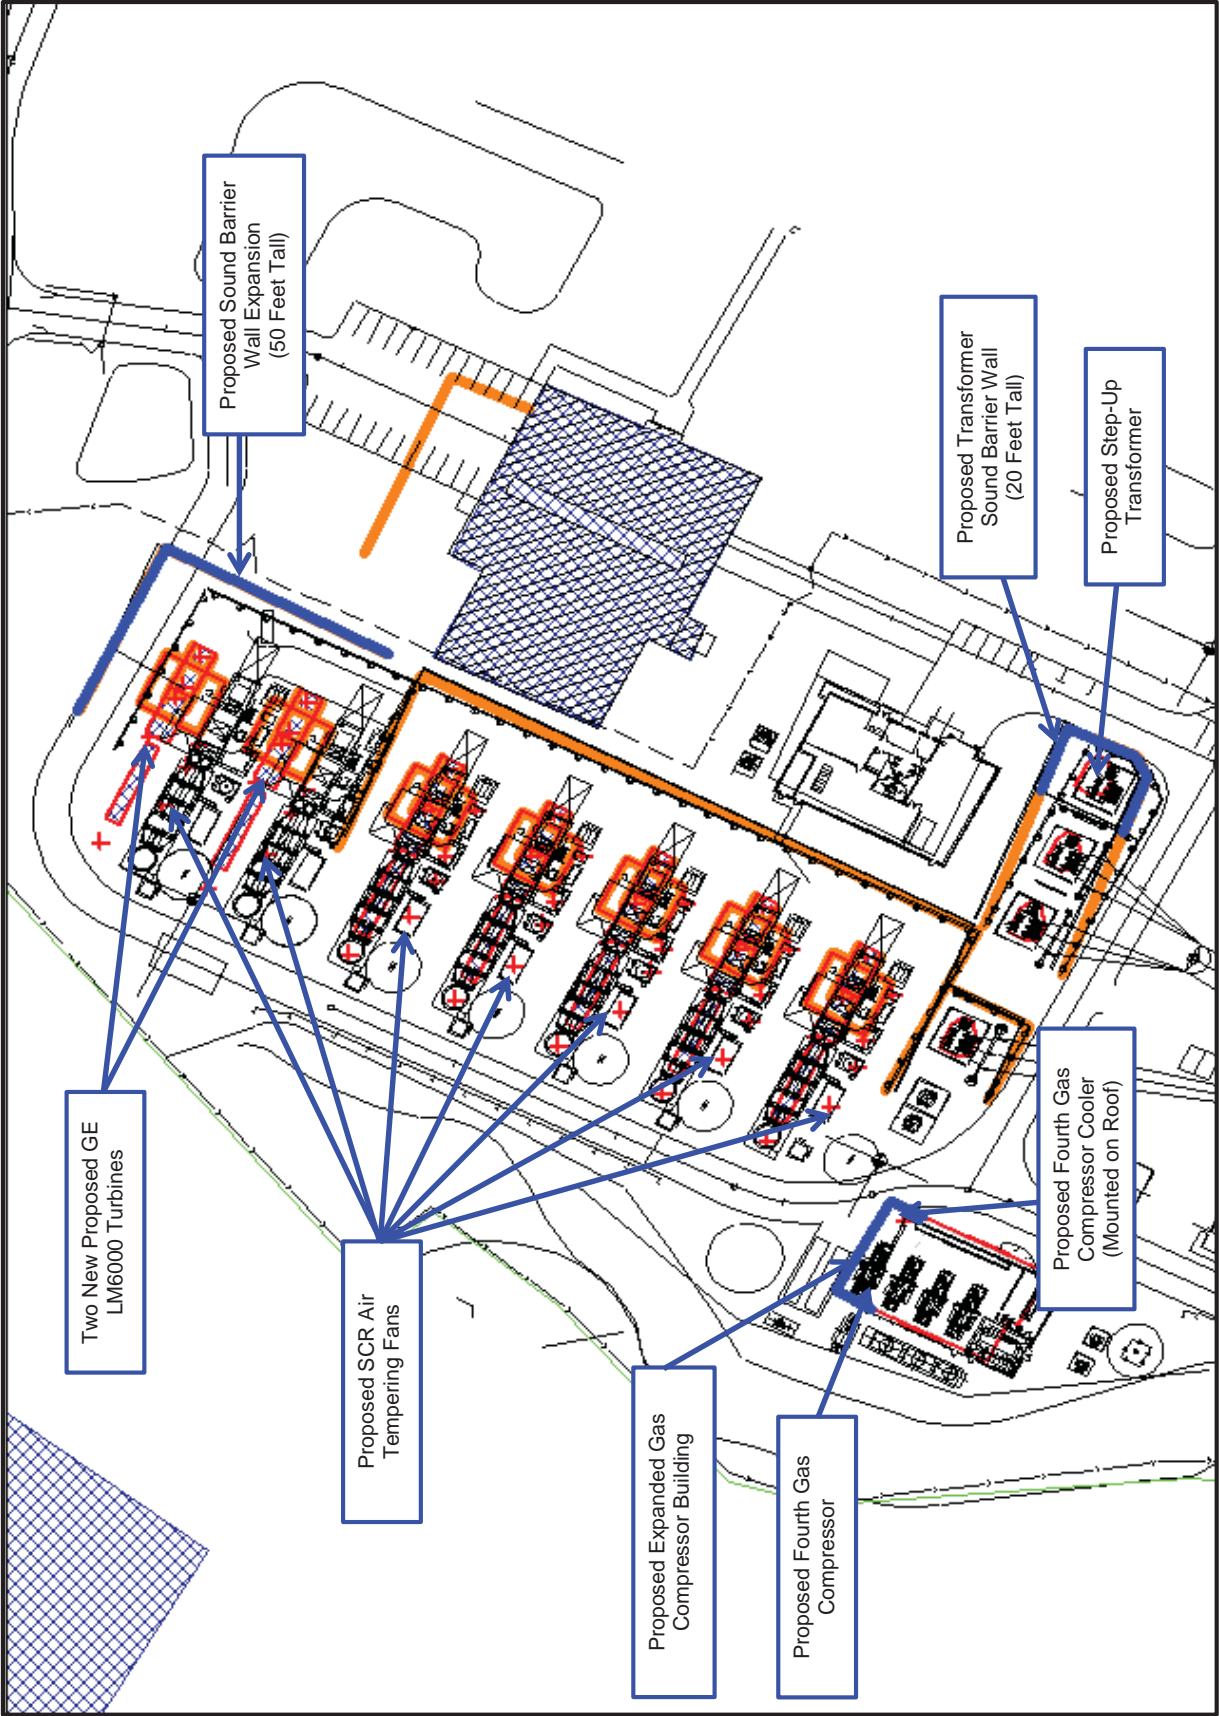 Two New Proposed GE
LM6000 Turbines
Proposed SCR Air
Tempering Fans
Proposed Expanded Gas
Compressor Building
Proposed Fourth Gas
Compressor
Proposed Fourth Gas
Compressor Cooler
(Mounted on Roof)
Proposed Sound Barrier
Wall Expansion
(50 Feet Tall)
Proposed Transformer
Sound Barrier Wall
(20 Feet Tall)
Proposed Step-Up
Transformer